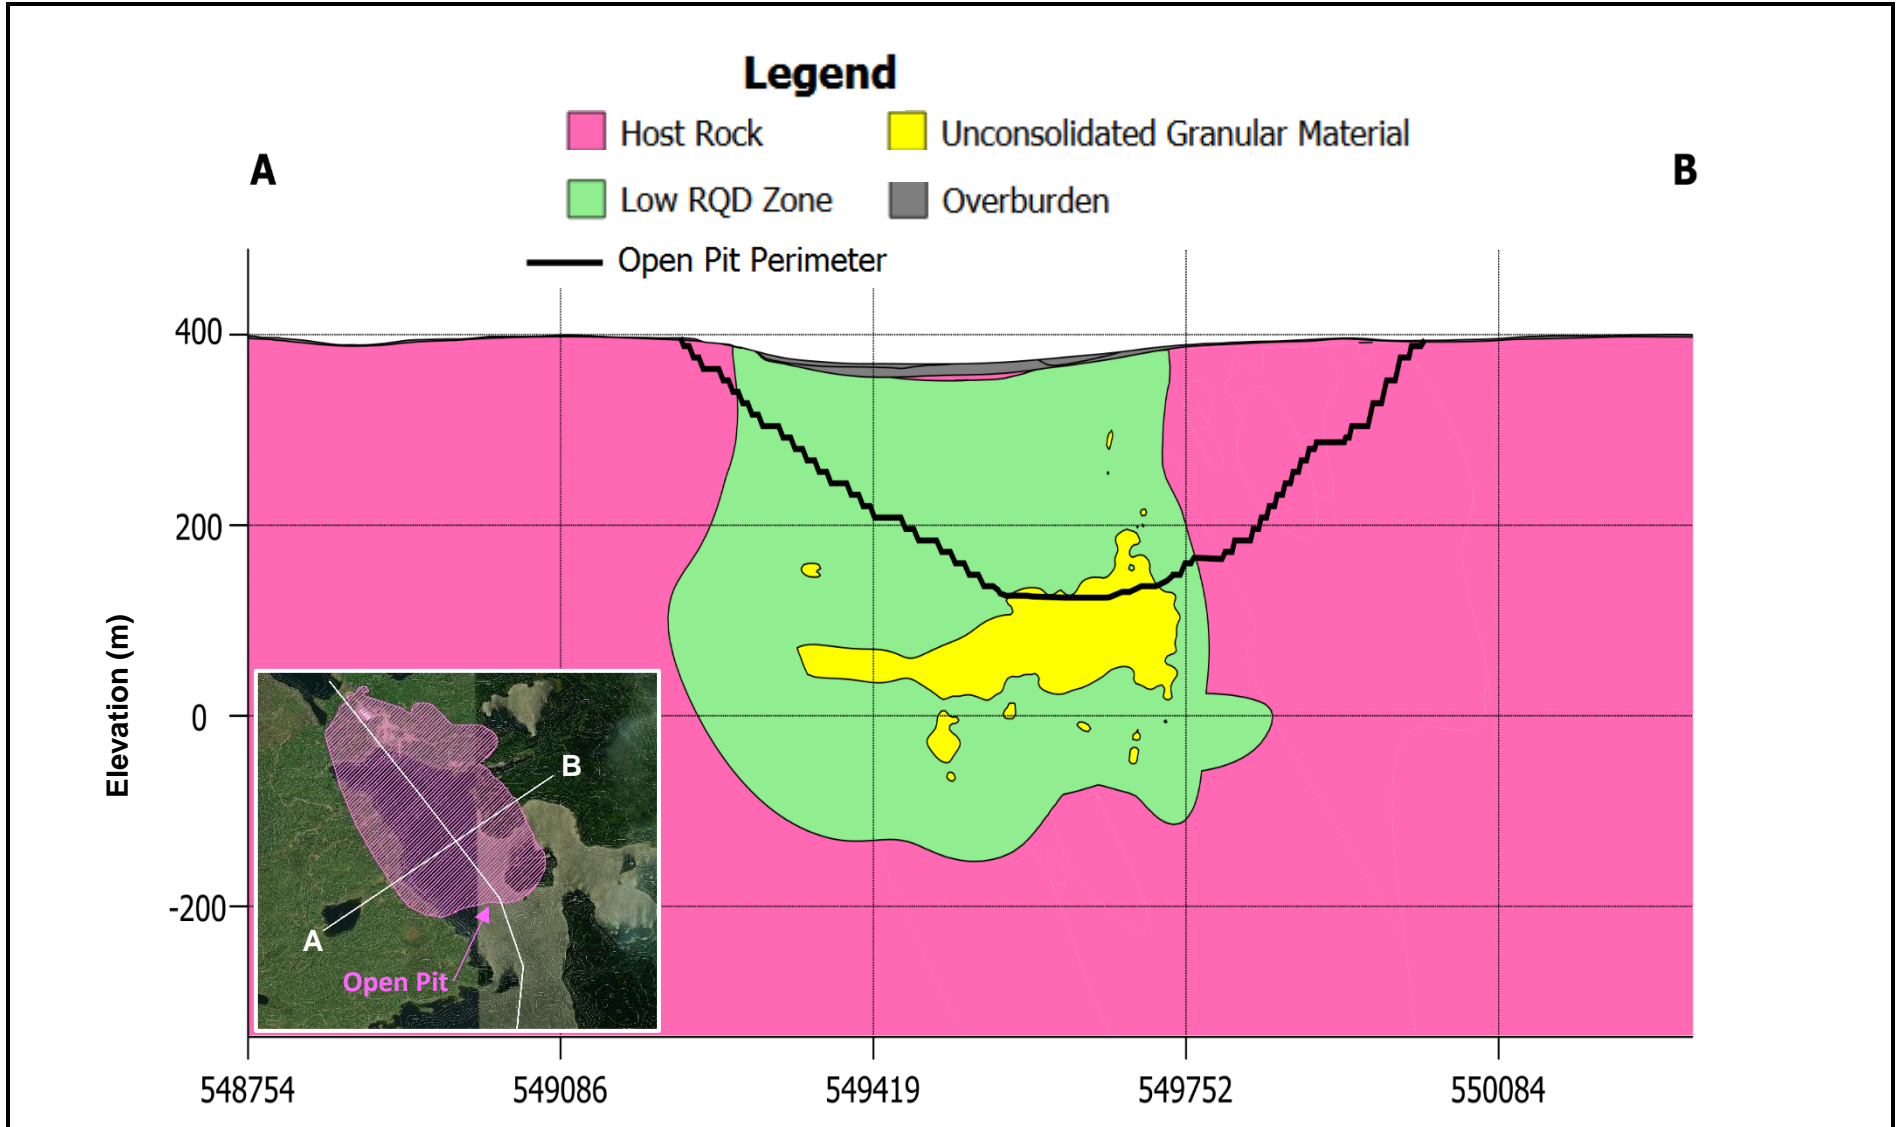 Legend
Host Rock Unconsolidated Granular Material
A B
Low RQD Zone Overburden
Open Pit Perimeter
400
200
0
-200
Elevation (m)
B
A
Open Pit
548754 549086 549419 549752 550084